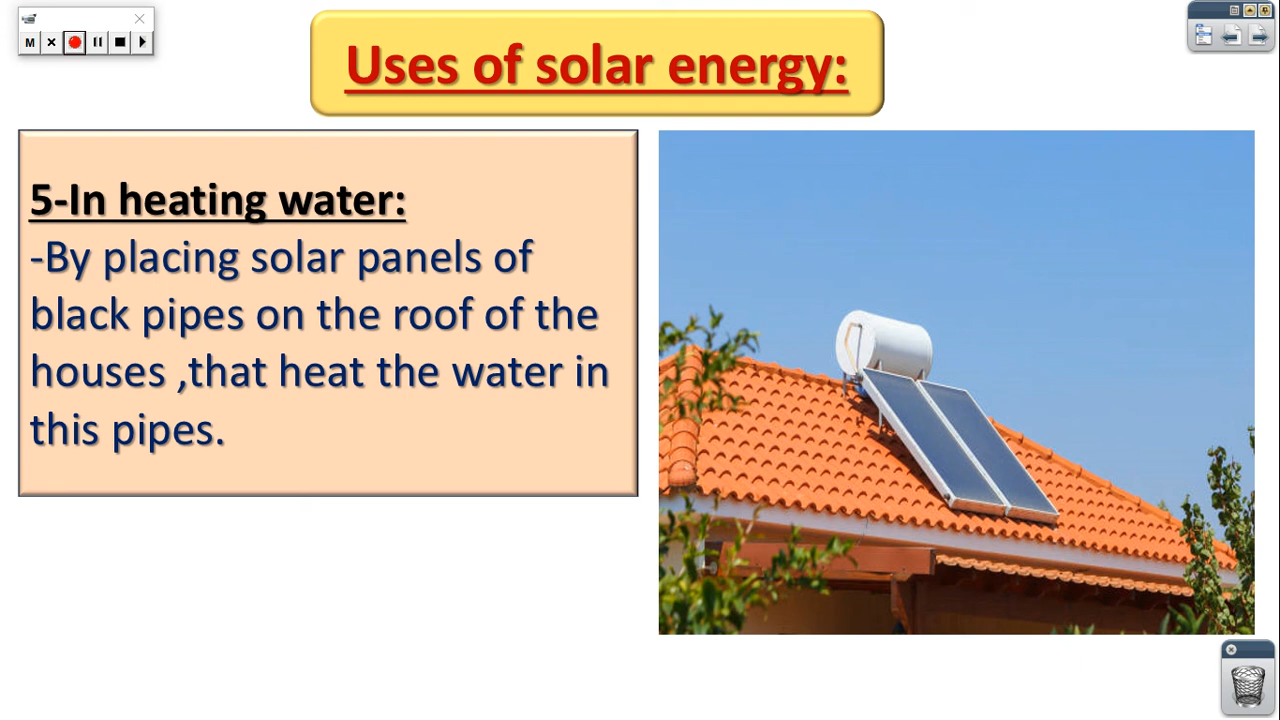 M
Uses of solar energy:
5-In heating water:
-By placing solar panels of
black pipes on the roof of the
houses ,that heat the water in
this pipes.